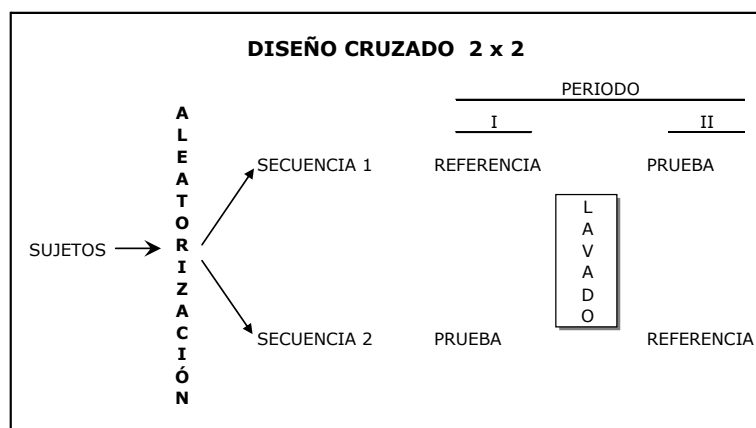 DISEÑO CRUZADO 2 x 2
PERIODO
I II
ALEATORIZACIÓN
SECUENCIA 1 REFERENCIA PRUEBA
LAVADO
SUJETOS
SECUENCIA 2 PRUEBA REFERENCIA